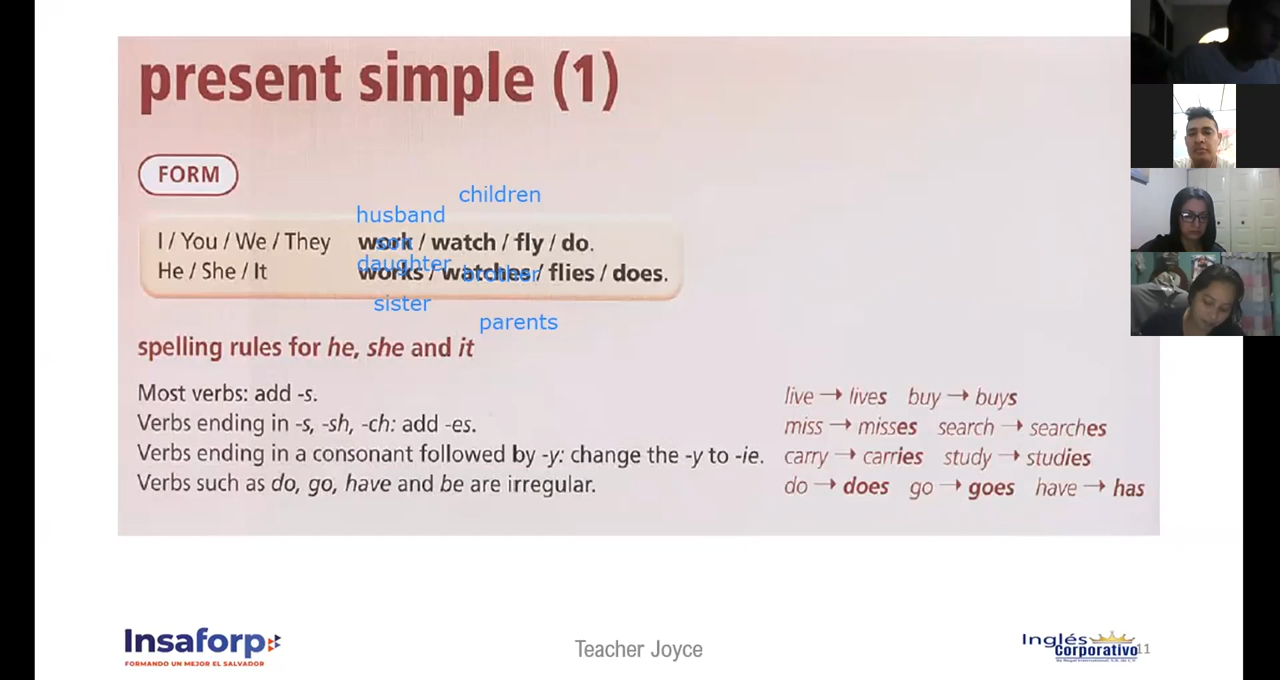 present simple (1)
FORM
children
husband
I / You / We / They work / watch / fly / do.
son
He / She / It works / watches / flies / does.
daughter
brother
sister
parents
spelling rules for he, she and it
Most verbs: add -s. live → lives buy → buys
Verbs ending in -s, -sh, -ch: add -es. miss → misses search → searches
Verbs ending in a consonant followed by -y: change the -y to -ie. carry → carries study → studies
Verbs such as do, go, have and be are irregular. do → does go → goes have → has
Insaforp
FORMANDO UN MEJOR EL SALVADOR
Teacher Joyce
Inglés
Corporativo
11